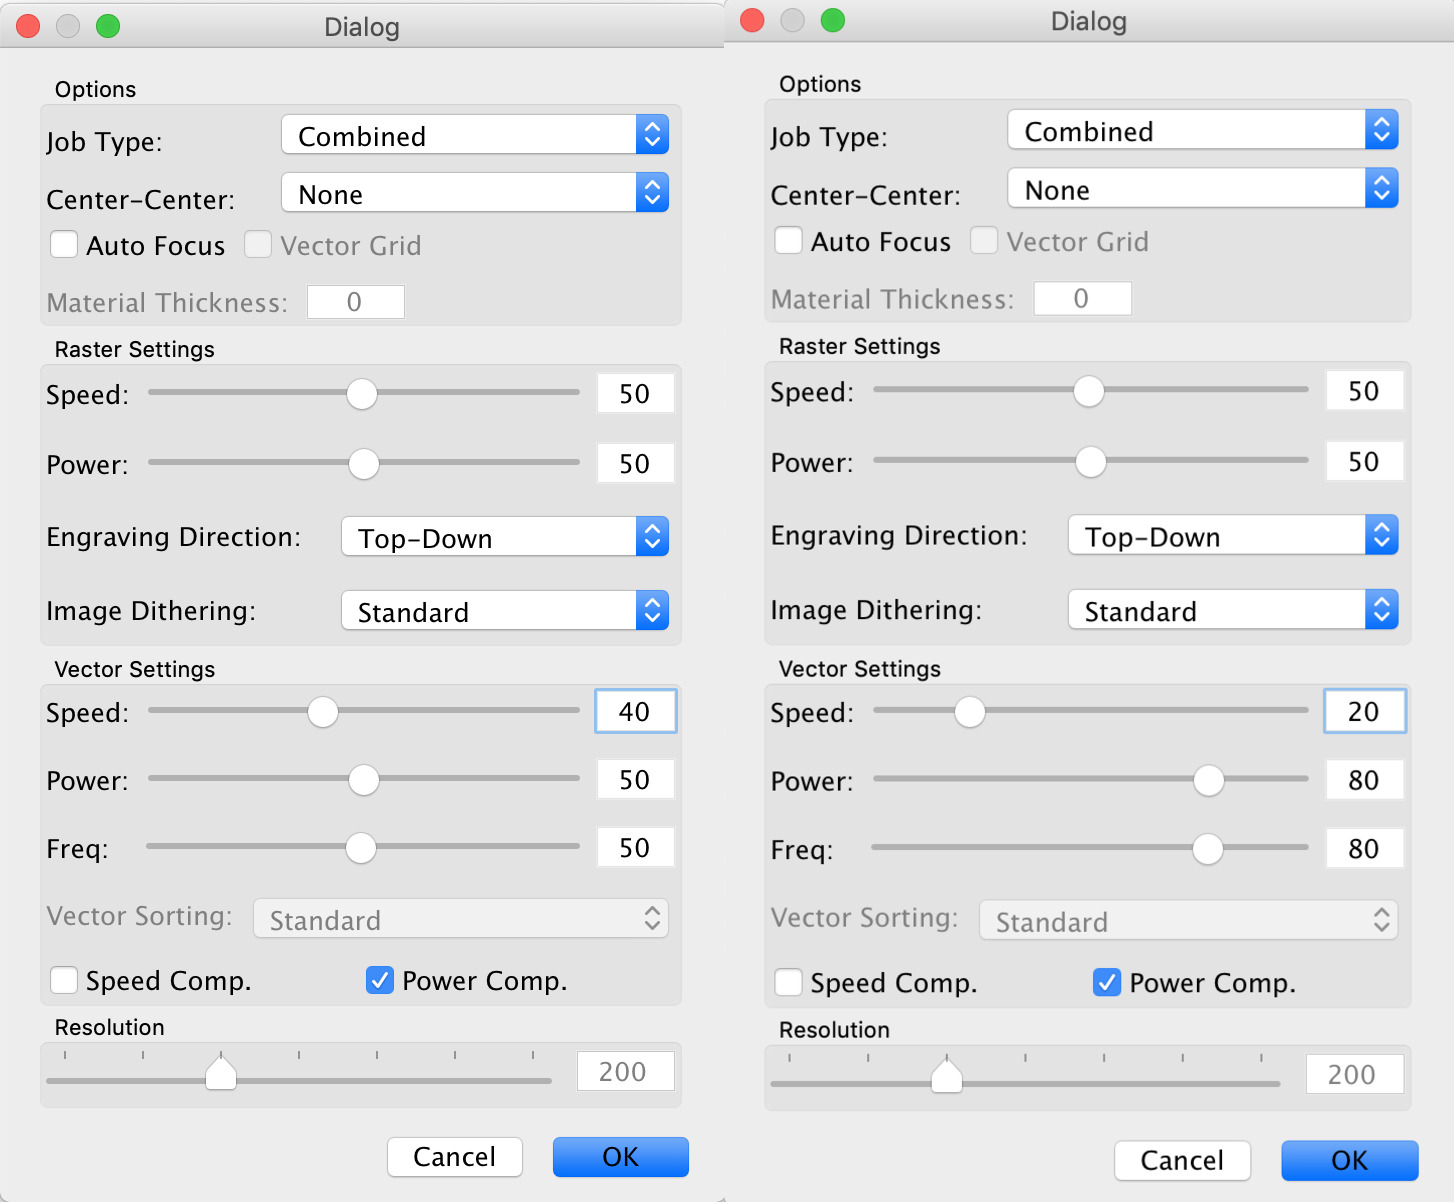 Dialog
Options
Job Type: Combined
Center-Center: None
Auto Focus Vector Grid
Material Thickness: 0
Raster Settings
Speed: 50
Power: 50
Engraving Direction: Top-Down
Image Dithering: Standard
Vector Settings
Speed: 40
Power: 50
Freq: 50
Vector Sorting: Standard
Speed Comp. Power Comp.
Resolution
200
Cancel OK
Dialog
Options
Job Type: Combined
Center-Center: None
Auto Focus Vector Grid
Material Thickness: 0
Raster Settings
Speed: 50
Power: 50
Engraving Direction: Top-Down
Image Dithering: Standard
Vector Settings
Speed: 20
Power: 80
Freq: 80
Vector Sorting: Standard
Speed Comp. Power Comp.
Resolution
200
Cancel OK